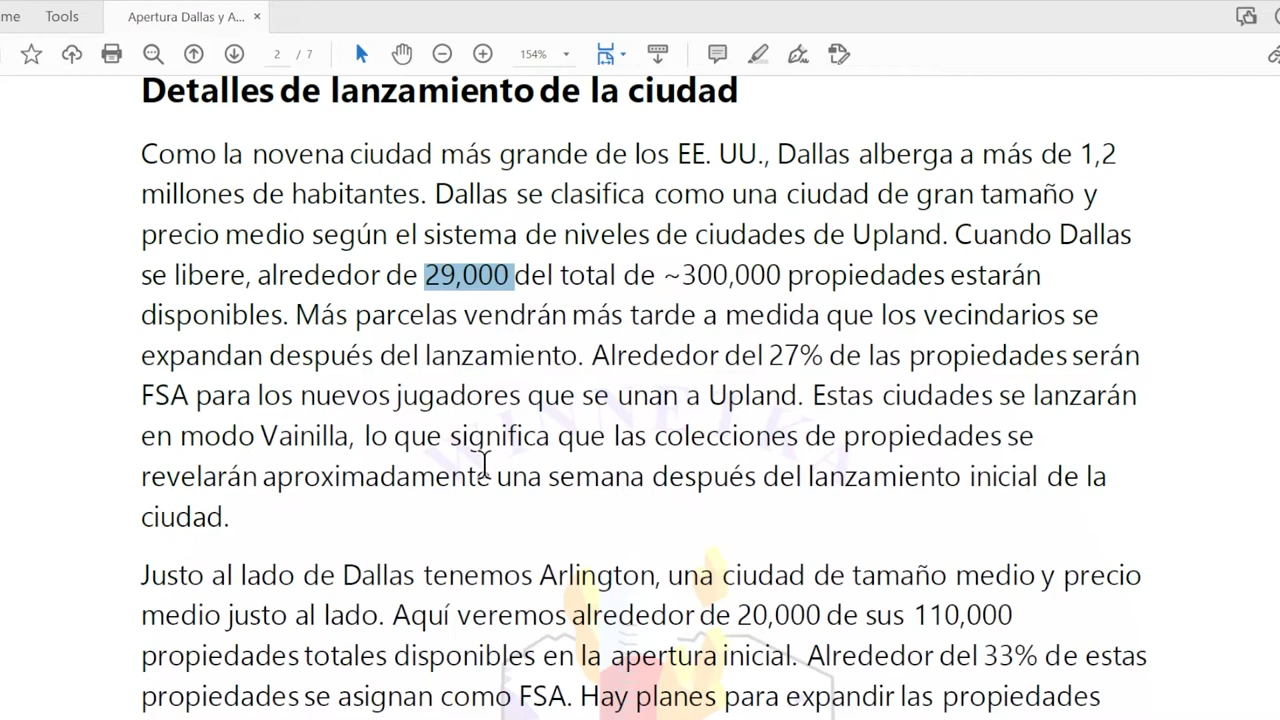 ome Tools Apertura Dallas y A... ×
2 / 7 154%
Detalles de lanzamiento de la ciudad
Como la novena ciudad más grande de los EE. UU., Dallas alberga a más de 1,2
millones de habitantes. Dallas se clasifica como una ciudad de gran tamaño y
precio medio según el sistema de niveles de ciudades de Upland. Cuando Dallas
se libere, alrededor de 29,000 del total de ~300,000 propiedades estarán
disponibles. Más parcelas vendrán más tarde a medida que los vecindarios se
expandan después del lanzamiento. Alrededor del 27% de las propiedades serán
FSA para los nuevos jugadores que se unan a Upland. Estas ciudades se lanzarán
en modo Vainilla, lo que significa que las colecciones de propiedades se
revelarán aproximadamente una semana después del lanzamiento inicial de la
ciudad.
WINNETKA
Justo al lado de Dallas tenemos Arlington, una ciudad de tamaño medio y precio
medio justo al lado. Aquí veremos alrededor de 20,000 de sus 110,000
propiedades totales disponibles en la apertura inicial. Alrededor del 33% de estas
propiedades se asignan como FSA. Hay planes para expandir las propiedades